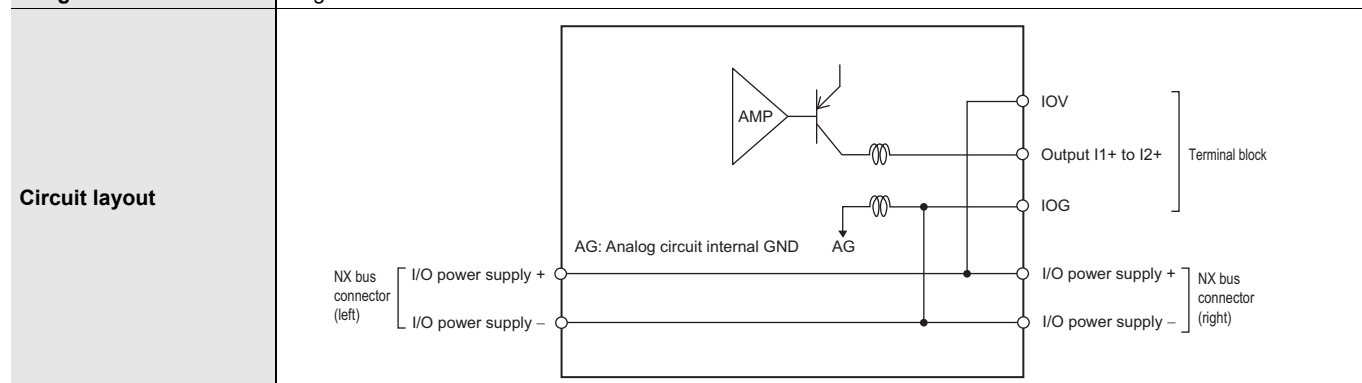 Circuit layout
AMP
IOV
Output I1+ to I2+
Terminal block
IOG
AG: Analog circuit internal GND
AG
NX bus
connector
(left)
I/O power supply +
I/O power supply –
I/O power supply +
I/O power supply –
NX bus
connector
(right)